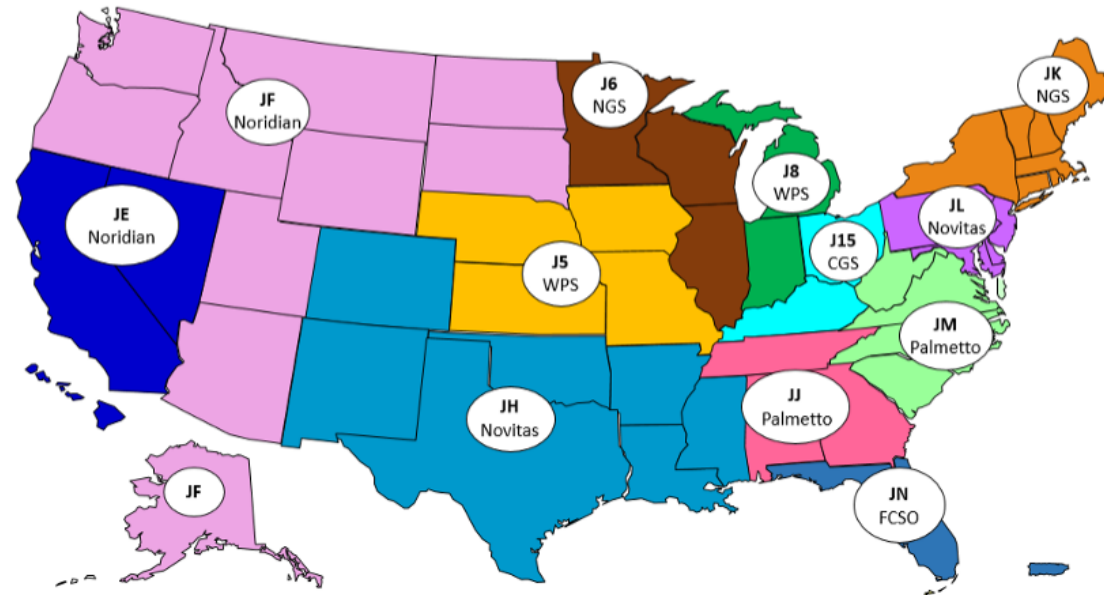 JF
Noridian
J6
NGS
JK
NGS
JE
Noridian
J8
WPS
JL
Novitas
J15
CGS
J5
WPS
JM
Palmetto
JH
Novitas
JJ
Palmetto
JF
JN
FCSO